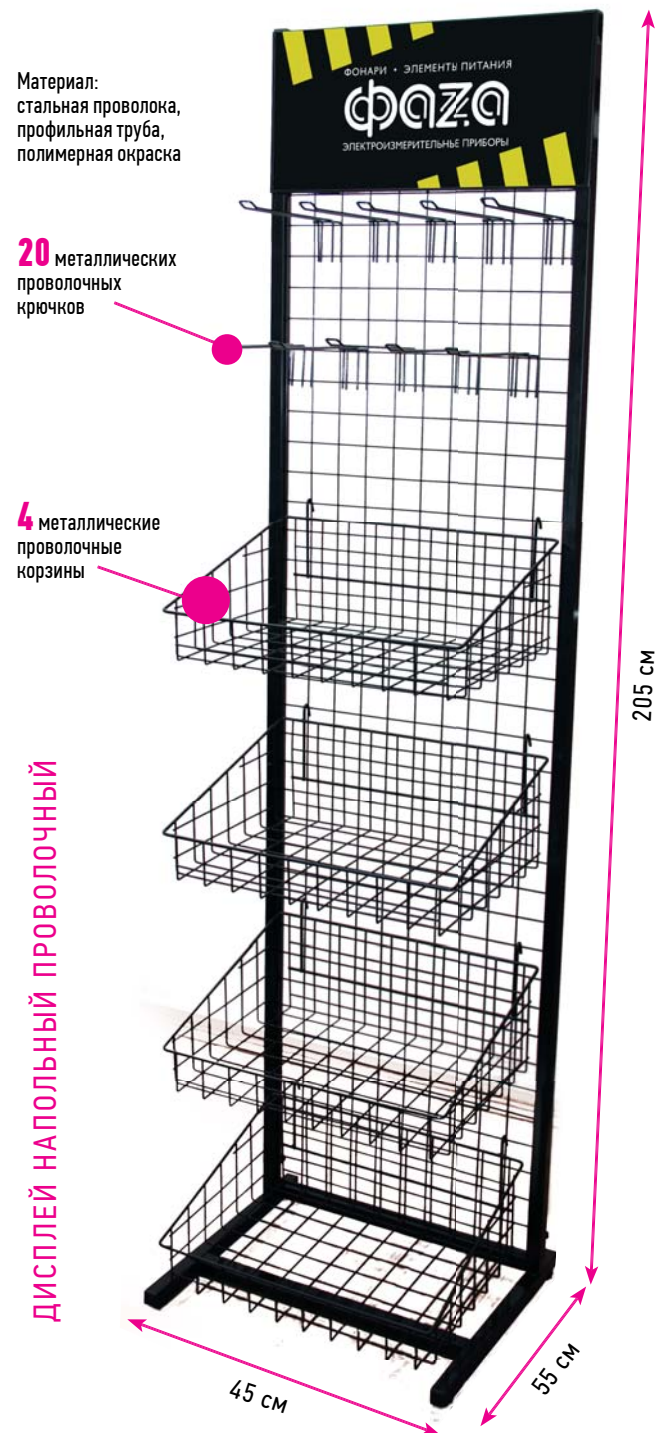 ФОНАРИ • ЭЛЕМЕНТЫ ПИТАНИЯ
фаzа
ЭЛЕКТРОИЗМЕРИТЕЛЬНЫЕ ПРИБОРЫ
Материал:
стальная проволока,
профильная труба,
полимерная окраска
20 металлических
проволочных
крючков
4 металлические
проволочные
корзины
205 см
ДИСПЛЕЙ НАПОЛЬНЫЙ ПРОВОЛОЧНЫЙ
45 см
55 см